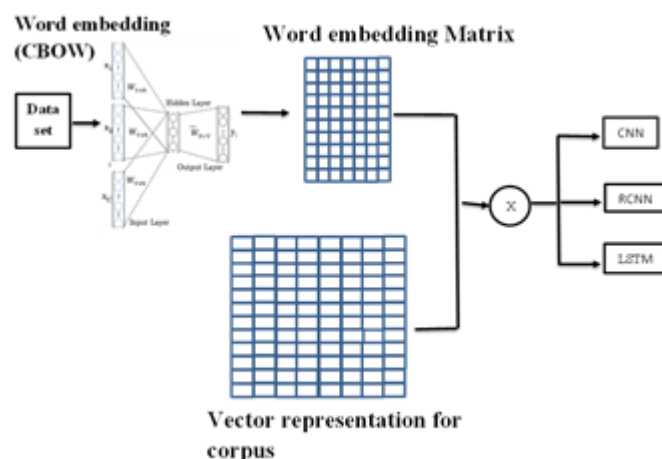 Word embedding
(CBOW)
Word embedding Matrix
Data
set
Hidden Layer
Output Layer
Input Layer
X
CNN
RCNN
LSTM
Vector representation for
corpus